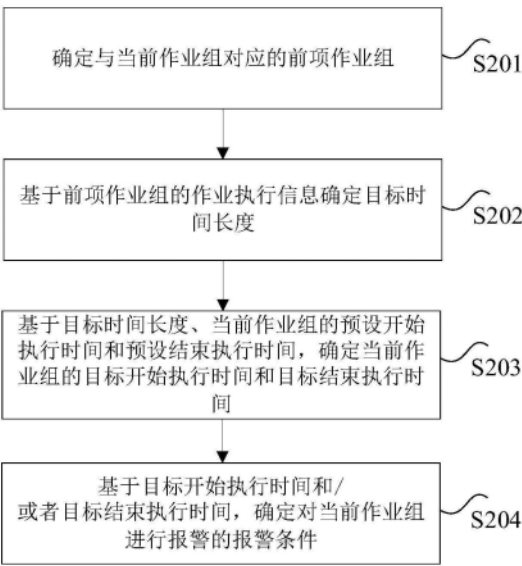 确定与当前作业组对应的前项作业组
S201
基于前项作业组的作业执行信息确定目标时
间长度
S202
基于目标时间长度、当前作业组的预设开始
执行时间和预设结束执行时间，确定当前作
业组的目标开始执行时间和目标结束执行时
间
S203
基于目标开始执行时间和/
或者目标结束执行时间，确定对当前作业组
进行报警的报警条件
S204